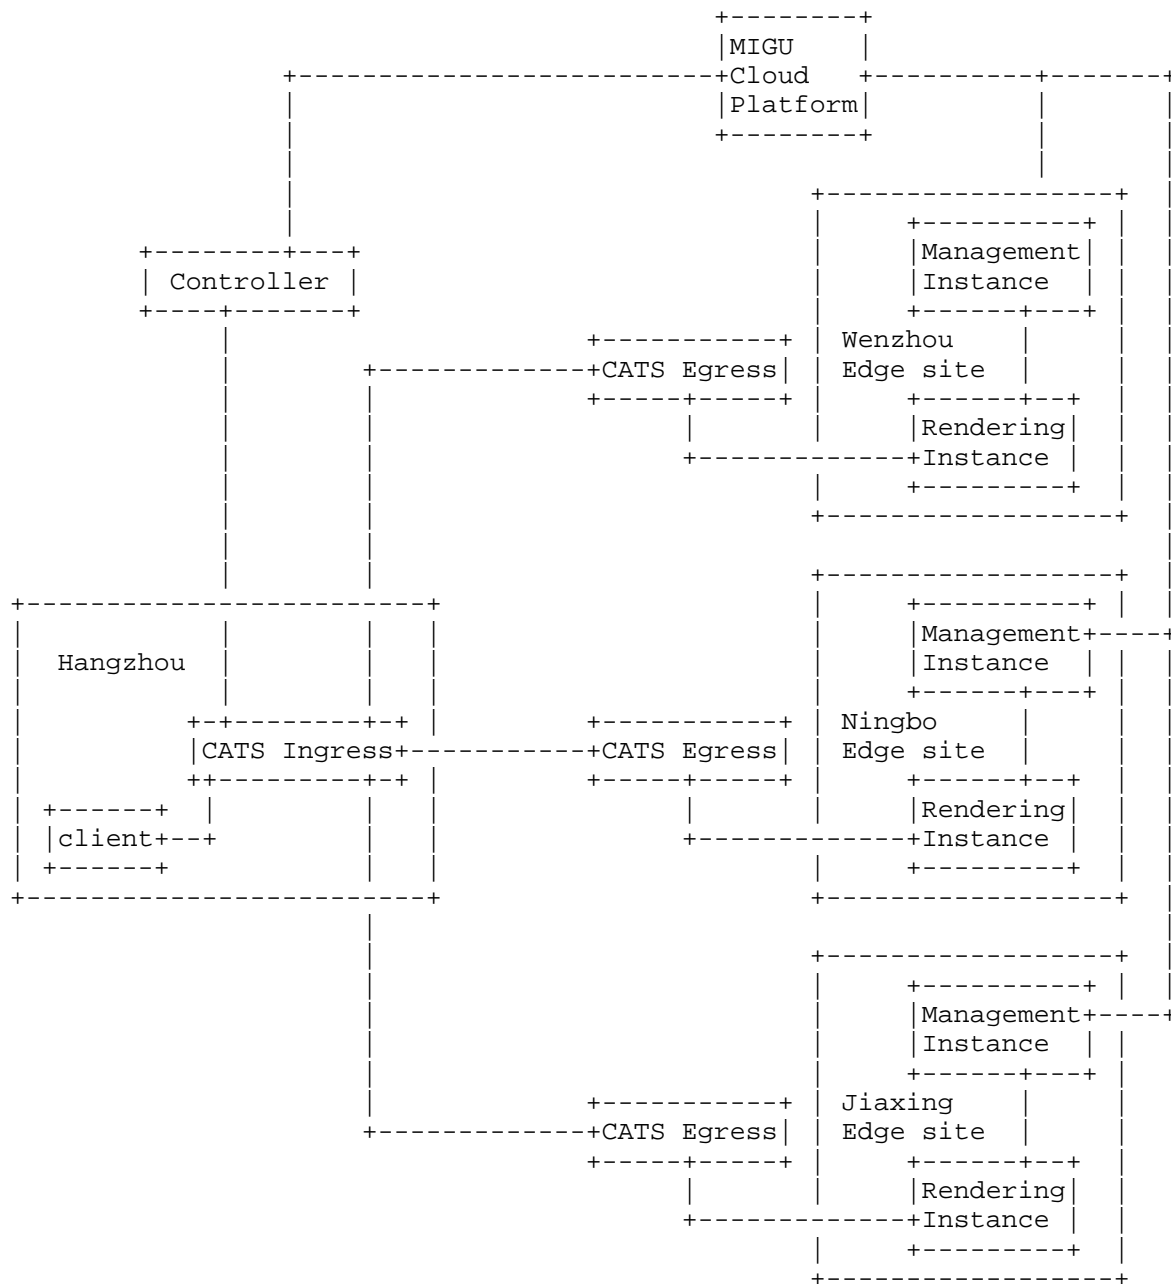 MIGU
Cloud
Platform
Management
Controller
Instance
Wenzhou
CATS Egress
Edge site
Rendering
Instance
Management
Hangzhou
Instance
Ningbo
CATS Ingress
CATS Egress
Edge site
Rendering
client
Instance
Management
Instance
Jiaxing
CATS Egress
Edge site
Rendering
Instance